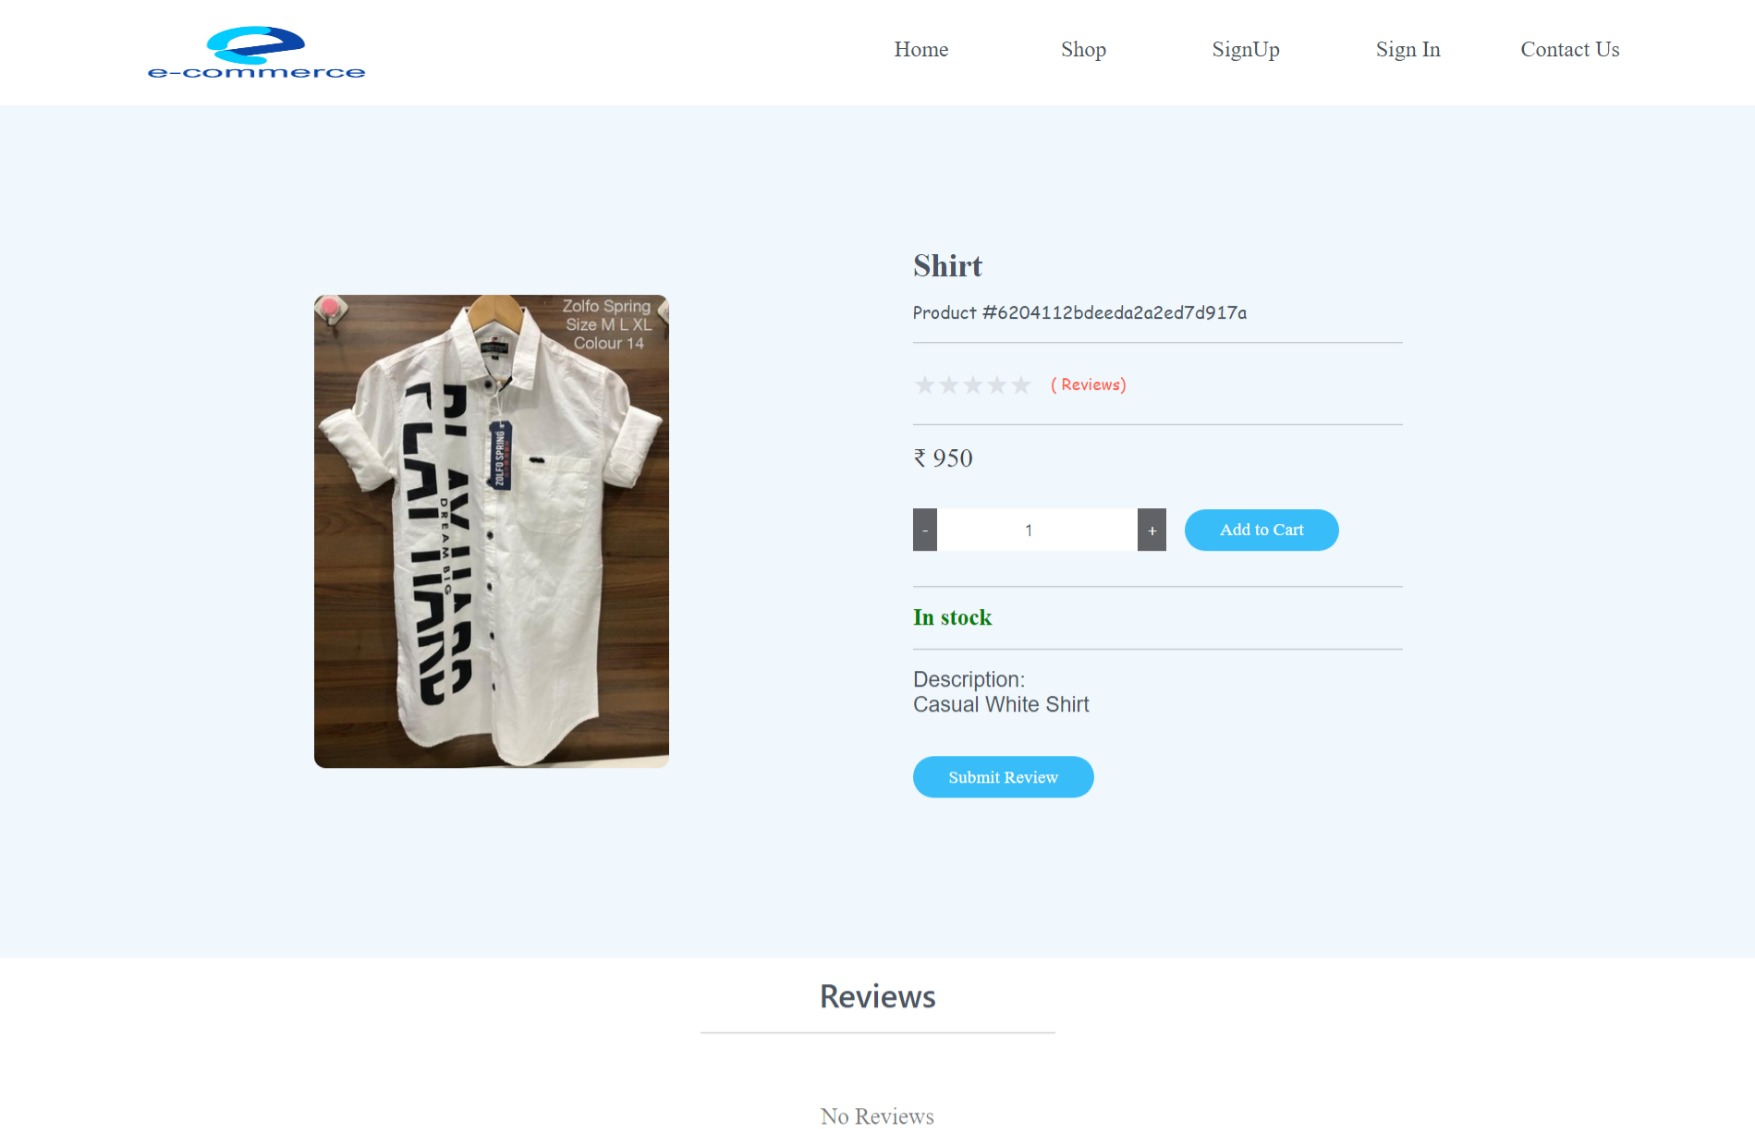 e-commerce
Home
Shop
SignUp
Sign In
Contact Us
Zolfo Spring
Size M L XL
Colour 14
PLAY HARD
DREAM BIG
ZOLFO SPRING
Shirt
Product #6204112bdeeda2a2ed7d917a
( Reviews)
₹ 950
- 1 +
Add to Cart
In stock
Description:
Casual White Shirt
Submit Review
Reviews
No Reviews